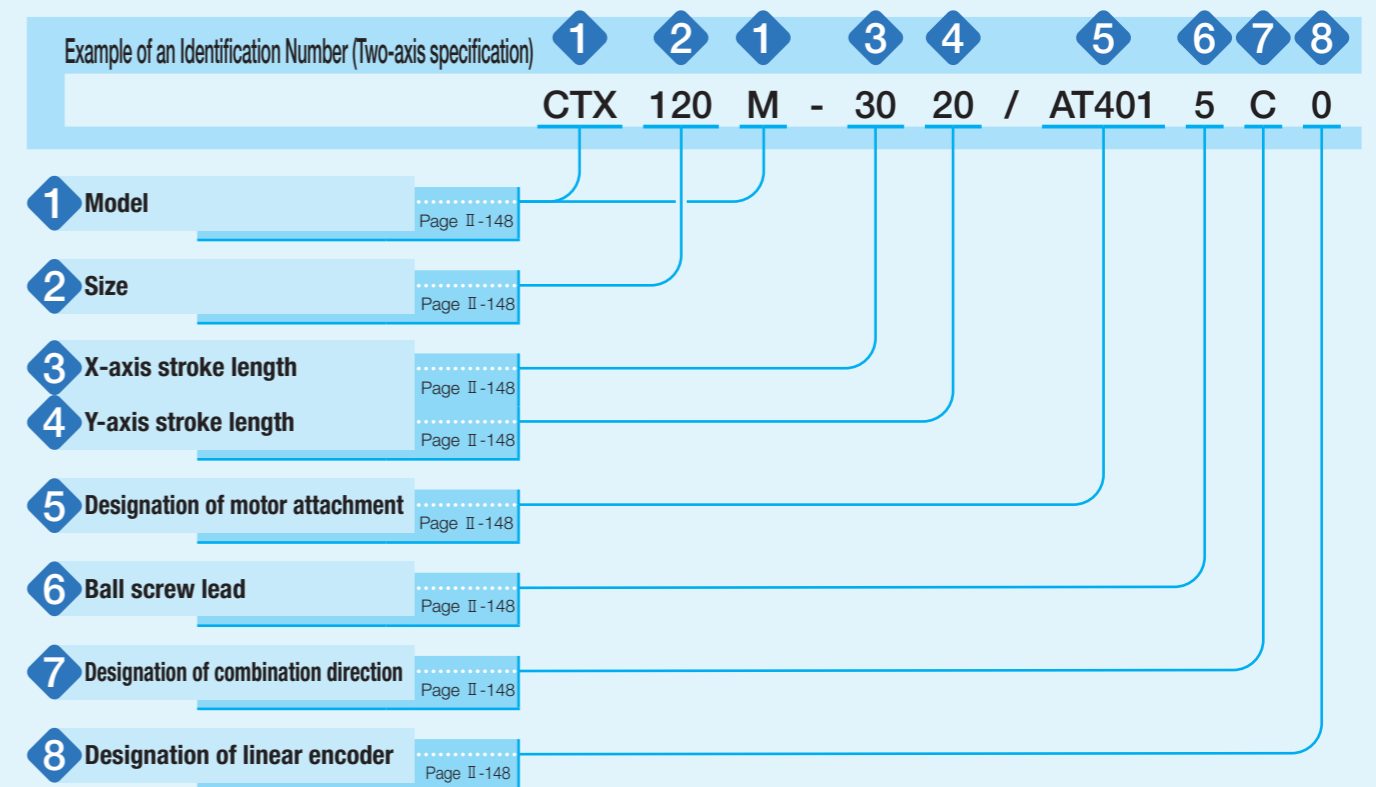 Example of an Identification Number (Two-axis specification) 1 2 1 3 4 5 6 7 8
CTX 120 M - 30 20 / AT401 5 C 0
1 Model
Page Ⅱ-148
2 Size
Page Ⅱ-148
3 X-axis stroke length
Page Ⅱ-148
4 Y-axis stroke length
Page Ⅱ-148
5 Designation of motor attachment
Page Ⅱ-148
6 Ball screw lead
Page Ⅱ-148
7 Designation of combination direction
Page Ⅱ-148
8 Designation of linear encoder
Page Ⅱ-148